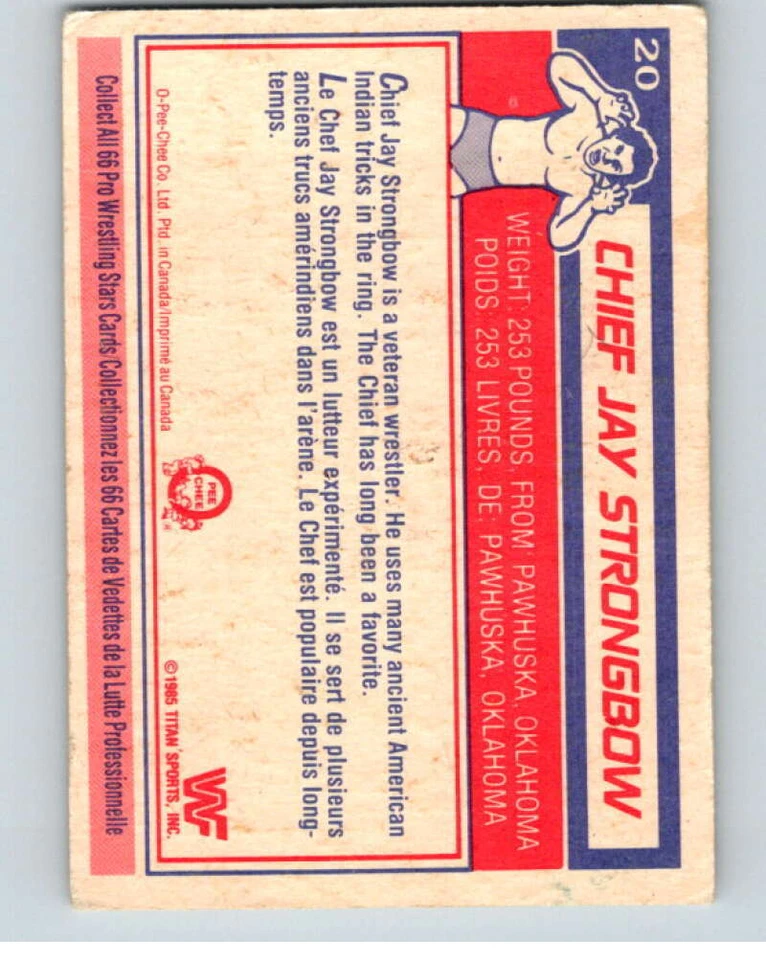 20
CHIEF JAY STRONGBOW
WEIGHT: 253 POUNDS, FROM: PAWHUSKA, OKLAHOMA
POIDS: 253 LIVRES, DE: PAWHUSKA, OKLAHOMA
Chief Jay Strongbow is a veteran wrestler. He uses many ancient American
Indian tricks in the ring. The Chief has long been a favorite.
Le Chef Jay Strongbow est un lutteur expérimenté. Il se sert de plusieurs
anciens trucs amérindiens dans l'arène. Le Chef est populaire depuis long-
temps.
O-Pee-Chee Co. Ltd. Ptd. in Canada/Imprimé au Canada
O
PEE
CHEE
WF
©1985 TITAN SPORTS, INC.
Collect All 66 Pro Wrestling Stars Cards/Collectionnez les 66 Cartes de Vedettes de la Lutte Professionnelle